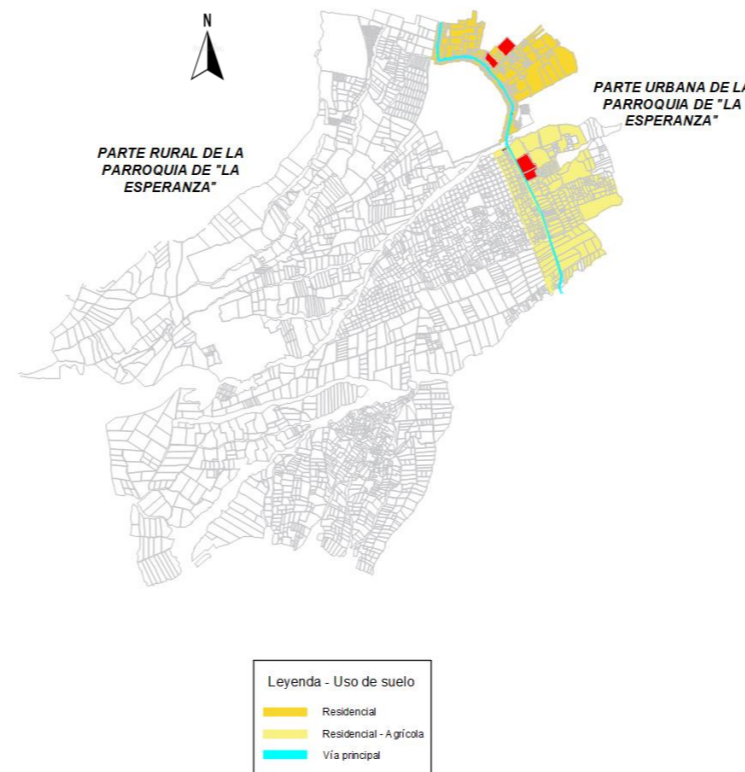 N
PARTE URBANA DE LA
PARROQUIA DE "LA
ESPERANZA"
PARTE RURAL DE LA
PARROQUIA DE "LA
ESPERANZA"
Leyenda - Uso de suelo
Residencial
Residencial - Agrícola
Vía principal